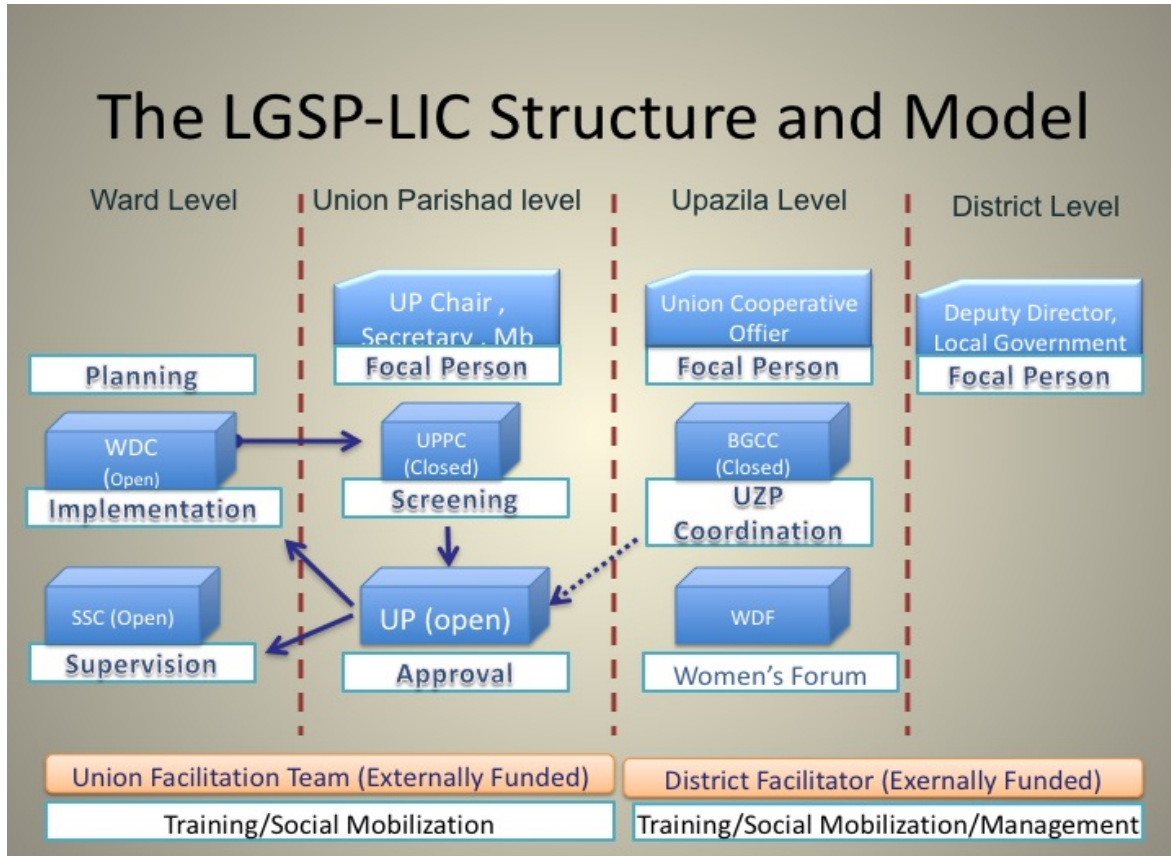 The LGSP-LIC Structure and Model
Ward Level
Union Parishad level
Upazila Level
District Level
UP Chair ,
Secretary , Mb
Focal Person
Union Cooperative
Offier
Focal Person
Deputy Director,
Local Government
Focal Person
Planning
WDC
(Open)
Implementation
UPPC
(Closed)
Screening
BGCC
(Closed)
UZP
Coordination
SSC (Open)
Supervision
UP (open)
Approval
WDF
Women's Forum
Union Facilitation Team (Externally Funded)
Training/Social Mobilization
District Facilitator (Exernally Funded)
Training/Social Mobilization/Management